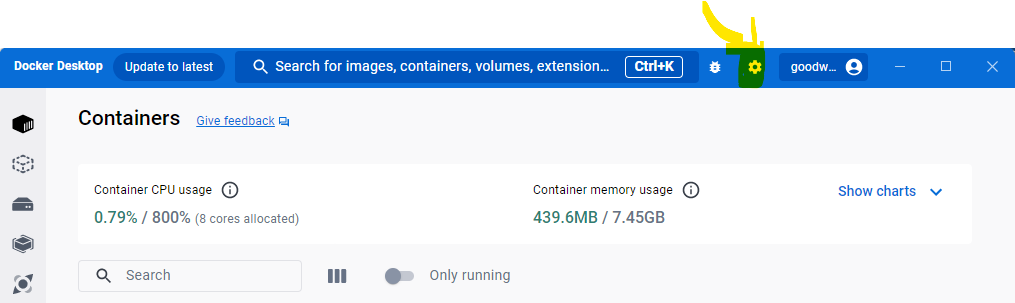 Docker Desktop Update to latest Search for images, containers, volumes, extension... Ctrl+K goodw...
Containers Give feedback
Container CPU usage Container memory usage Show charts
0.79% / 800% (8 cores allocated) 439.6MB / 7.45GB
Search Only running